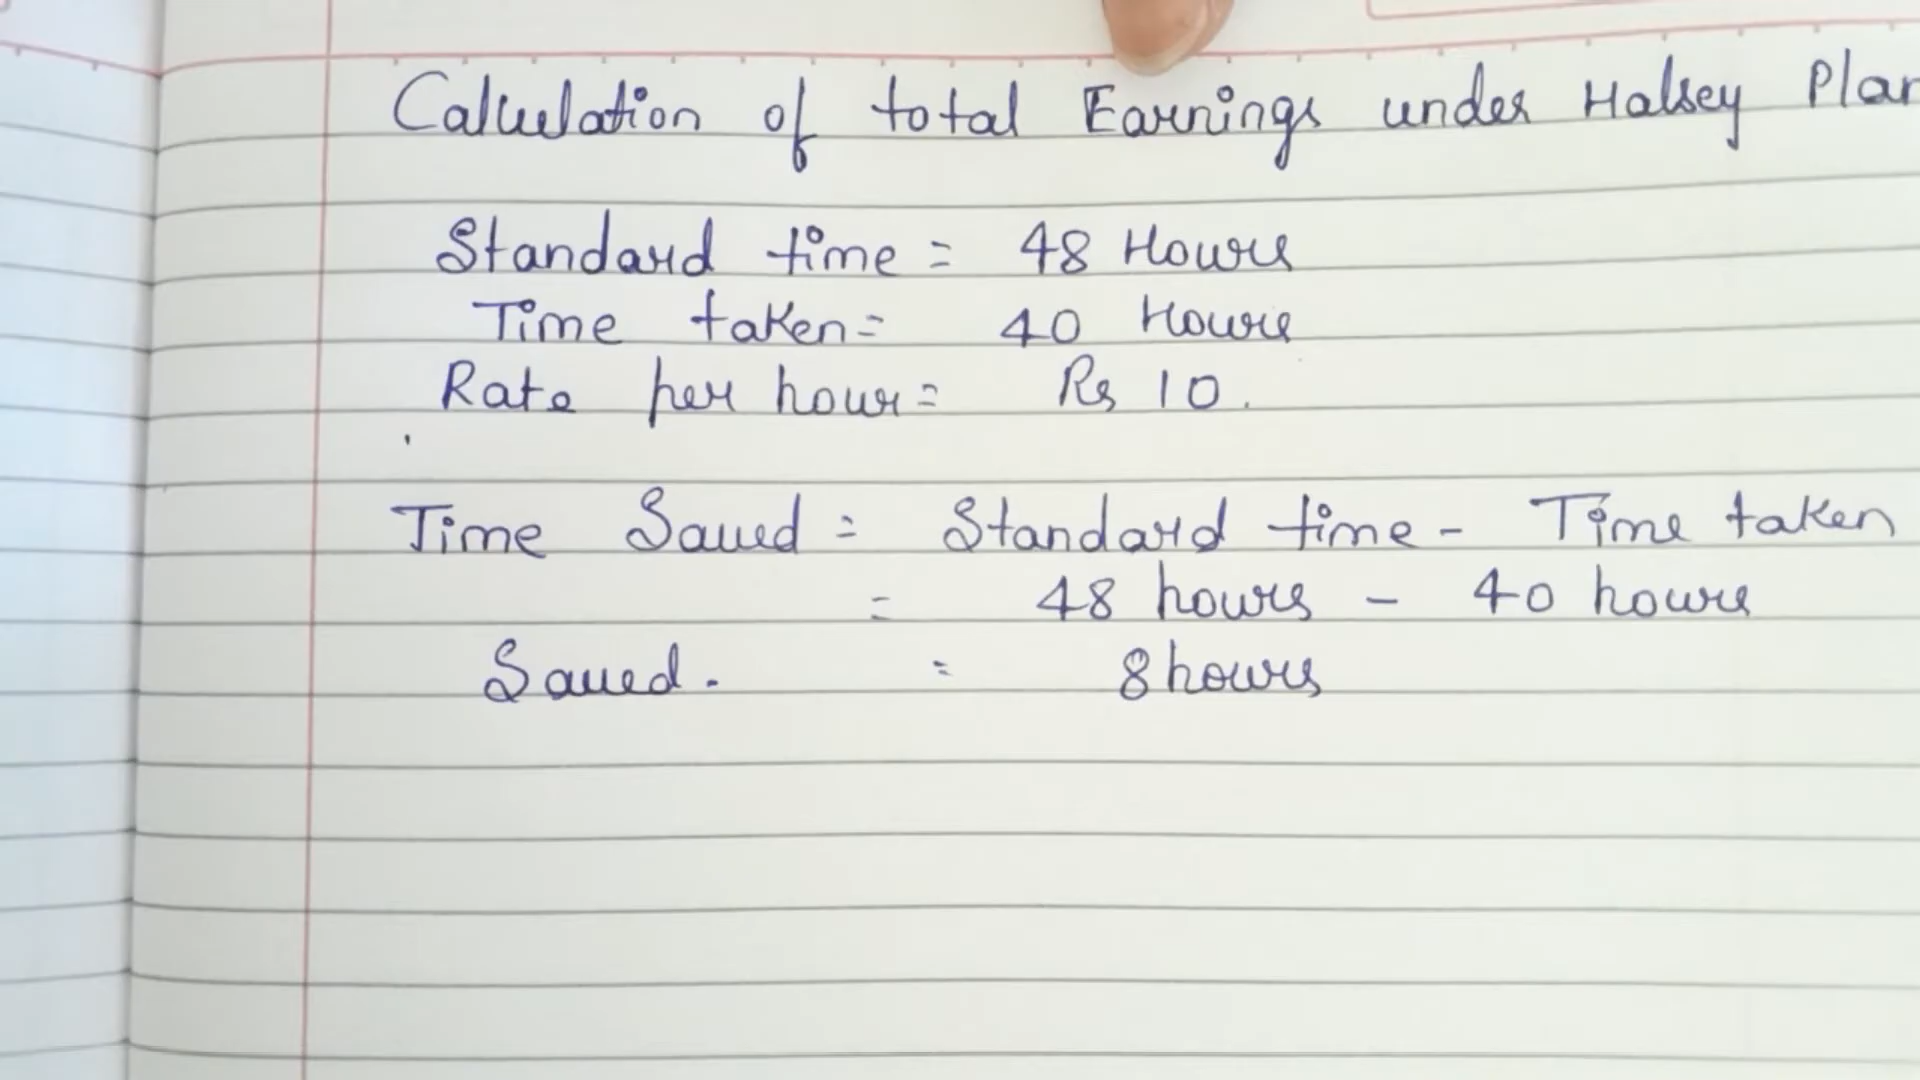 Calculation of total Earnings under Halsey Plan
Standard time = 48 Hours
Time taken = 40 Hours
Rate per hour = Rs 10.
Time Saved = Standard time - Time taken
= 48 hours - 40 hours
Saved. = 8 hours